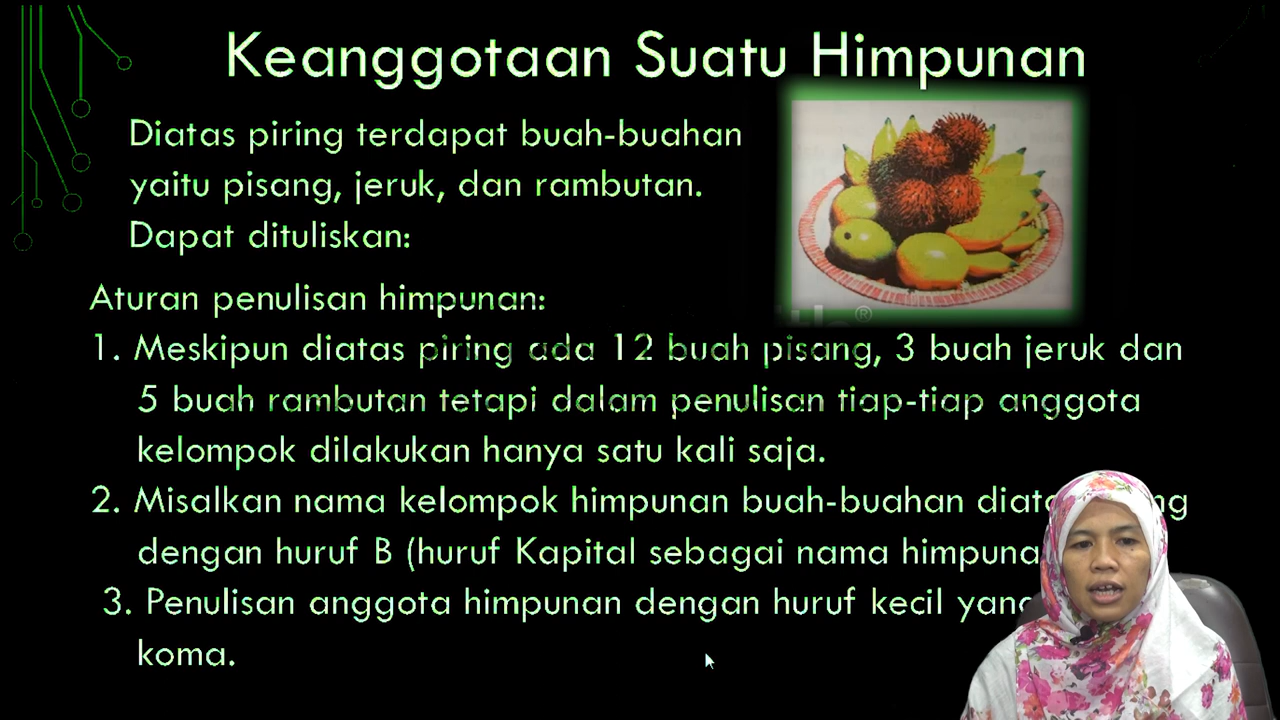 Keanggotaan Suatu Himpunan
Diatas piring terdapat buah-buahan
yaitu pisang, jeruk, dan rambutan.
Dapat dituliskan:
Aturan penulisan himpunan:
1. Meskipun diatas piring ada 12 buah pisang, 3 buah jeruk dan
5 buah rambutan tetapi dalam penulisan tiap-tiap anggota
kelompok dilakukan hanya satu kali saja.
2. Misalkan nama kelompok himpunan buah-buahan
dengan huruf B (huruf Kapital sebagai nama
3. Penulisan anggota himpunan dengan huruf kecil
koma.